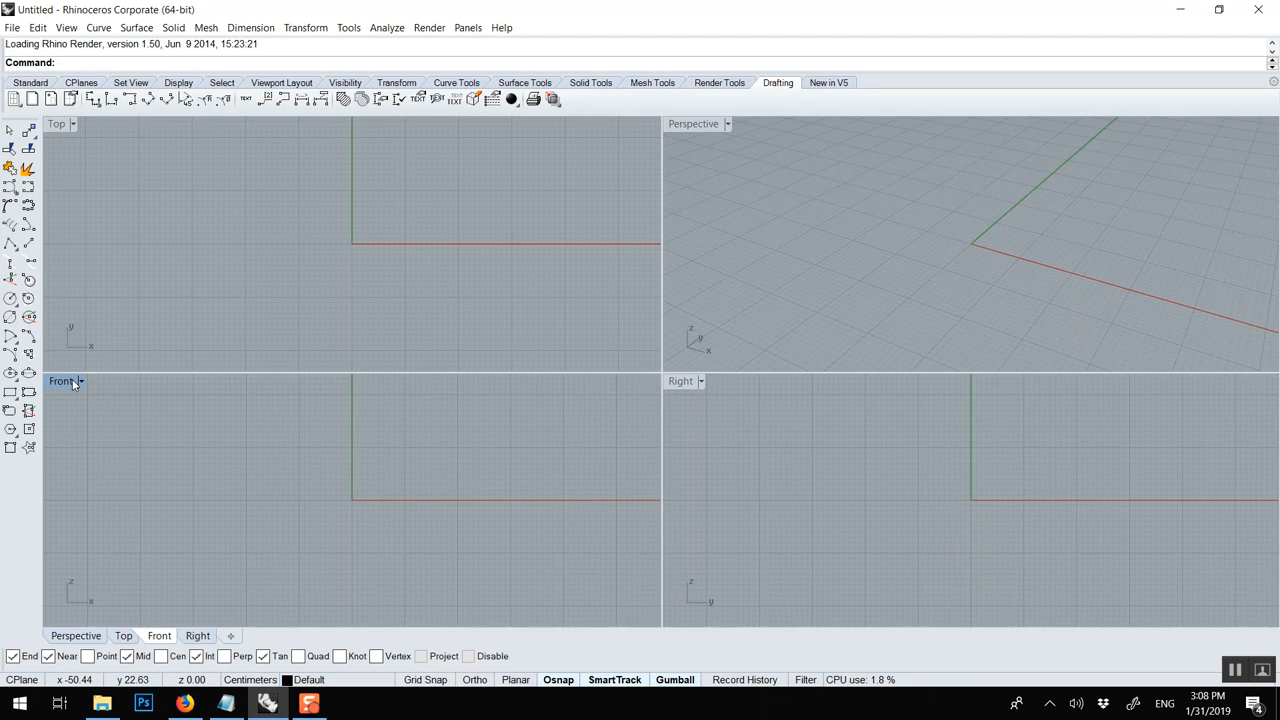 Untitled - Rhinoceros Corporate (64-bit)
File Edit View Curve Surface Solid Mesh Dimension Transform Tools Analyze Render Panels Help
Loading Rhino Render, version 1.50, Jun 9 2014, 15:23:21
Command:
Standard CPlanes Set View Display Select Viewport Layout Visibility Transform Curve Tools Surface Tools Solid Tools Mesh Tools Render Tools Drafting New in V5
Top Perspective
y x z y x
Front Right
z x z y
Perspective Top Front Right
End Near Point Mid Cen Int Perp Tan Quad Knot Vertex Project Disable
CPlane x -50.44 y 22.63 z 0.00 Centimeters Default Grid Snap Ortho Planar Osnap SmartTrack Gumball Record History Filter CPU use: 1.8 %
Ps ENG 3:08 PM
1/31/2019 4